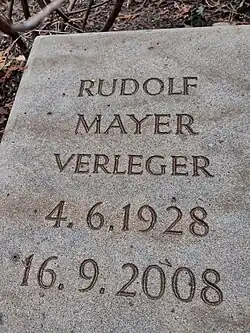 RUDOLF
MAYER
VERLEGER
4.6.1928
16.9.2008